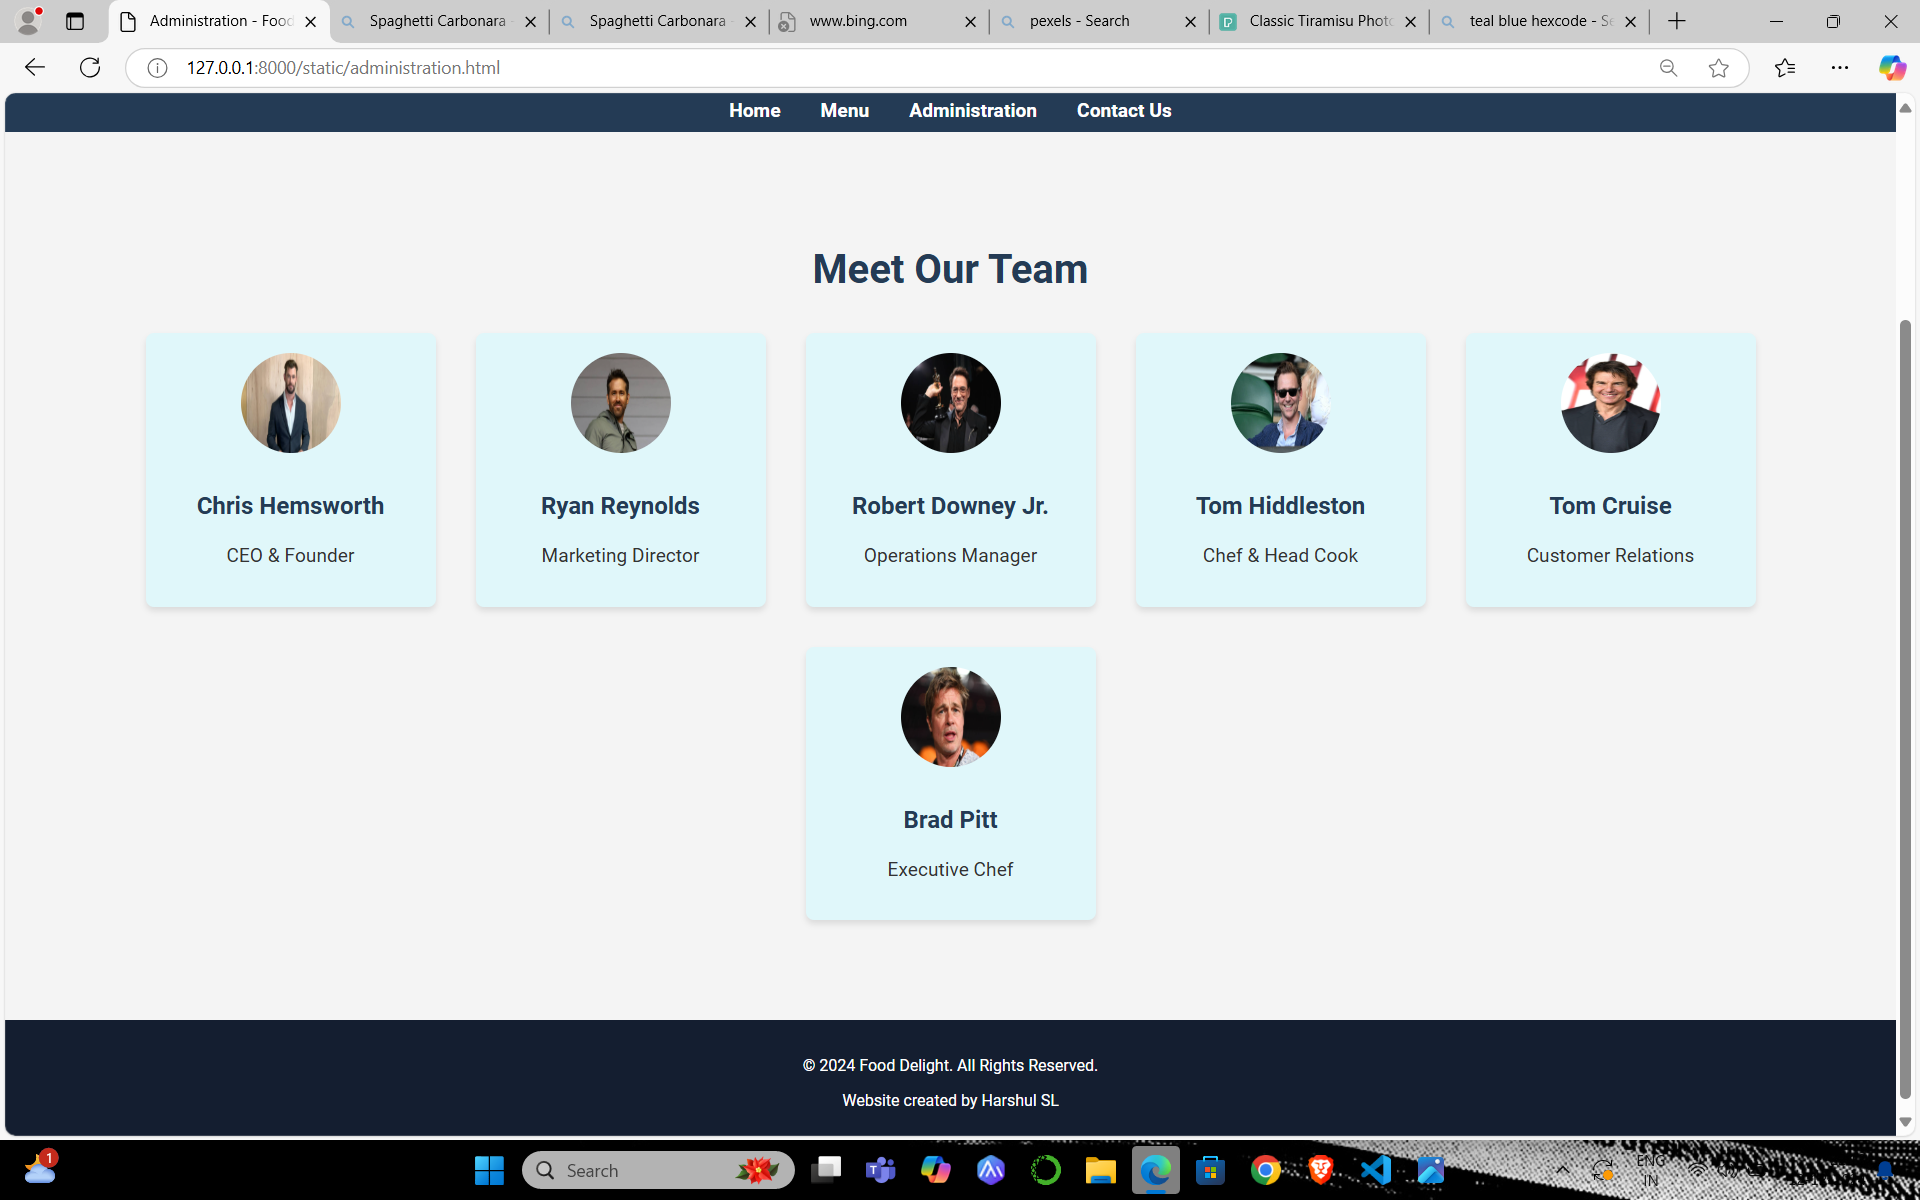 Administration - Food
Spaghetti Carbonara
Spaghetti Carbonara
www.bing.com
pexels - Search
Classic Tiramisu Photo
teal blue hexcode - Se
127.0.0.1:8000/static/administration.html
Home Menu Administration Contact Us
Meet Our Team
Chris Hemsworth
CEO & Founder
Ryan Reynolds
Marketing Director
Robert Downey Jr.
Operations Manager
Tom Hiddleston
Chef & Head Cook
Tom Cruise
Customer Relations
Brad Pitt
Executive Chef
© 2024 Food Delight. All Rights Reserved.
Website created by Harshul SL
1
Search
ENG
IN